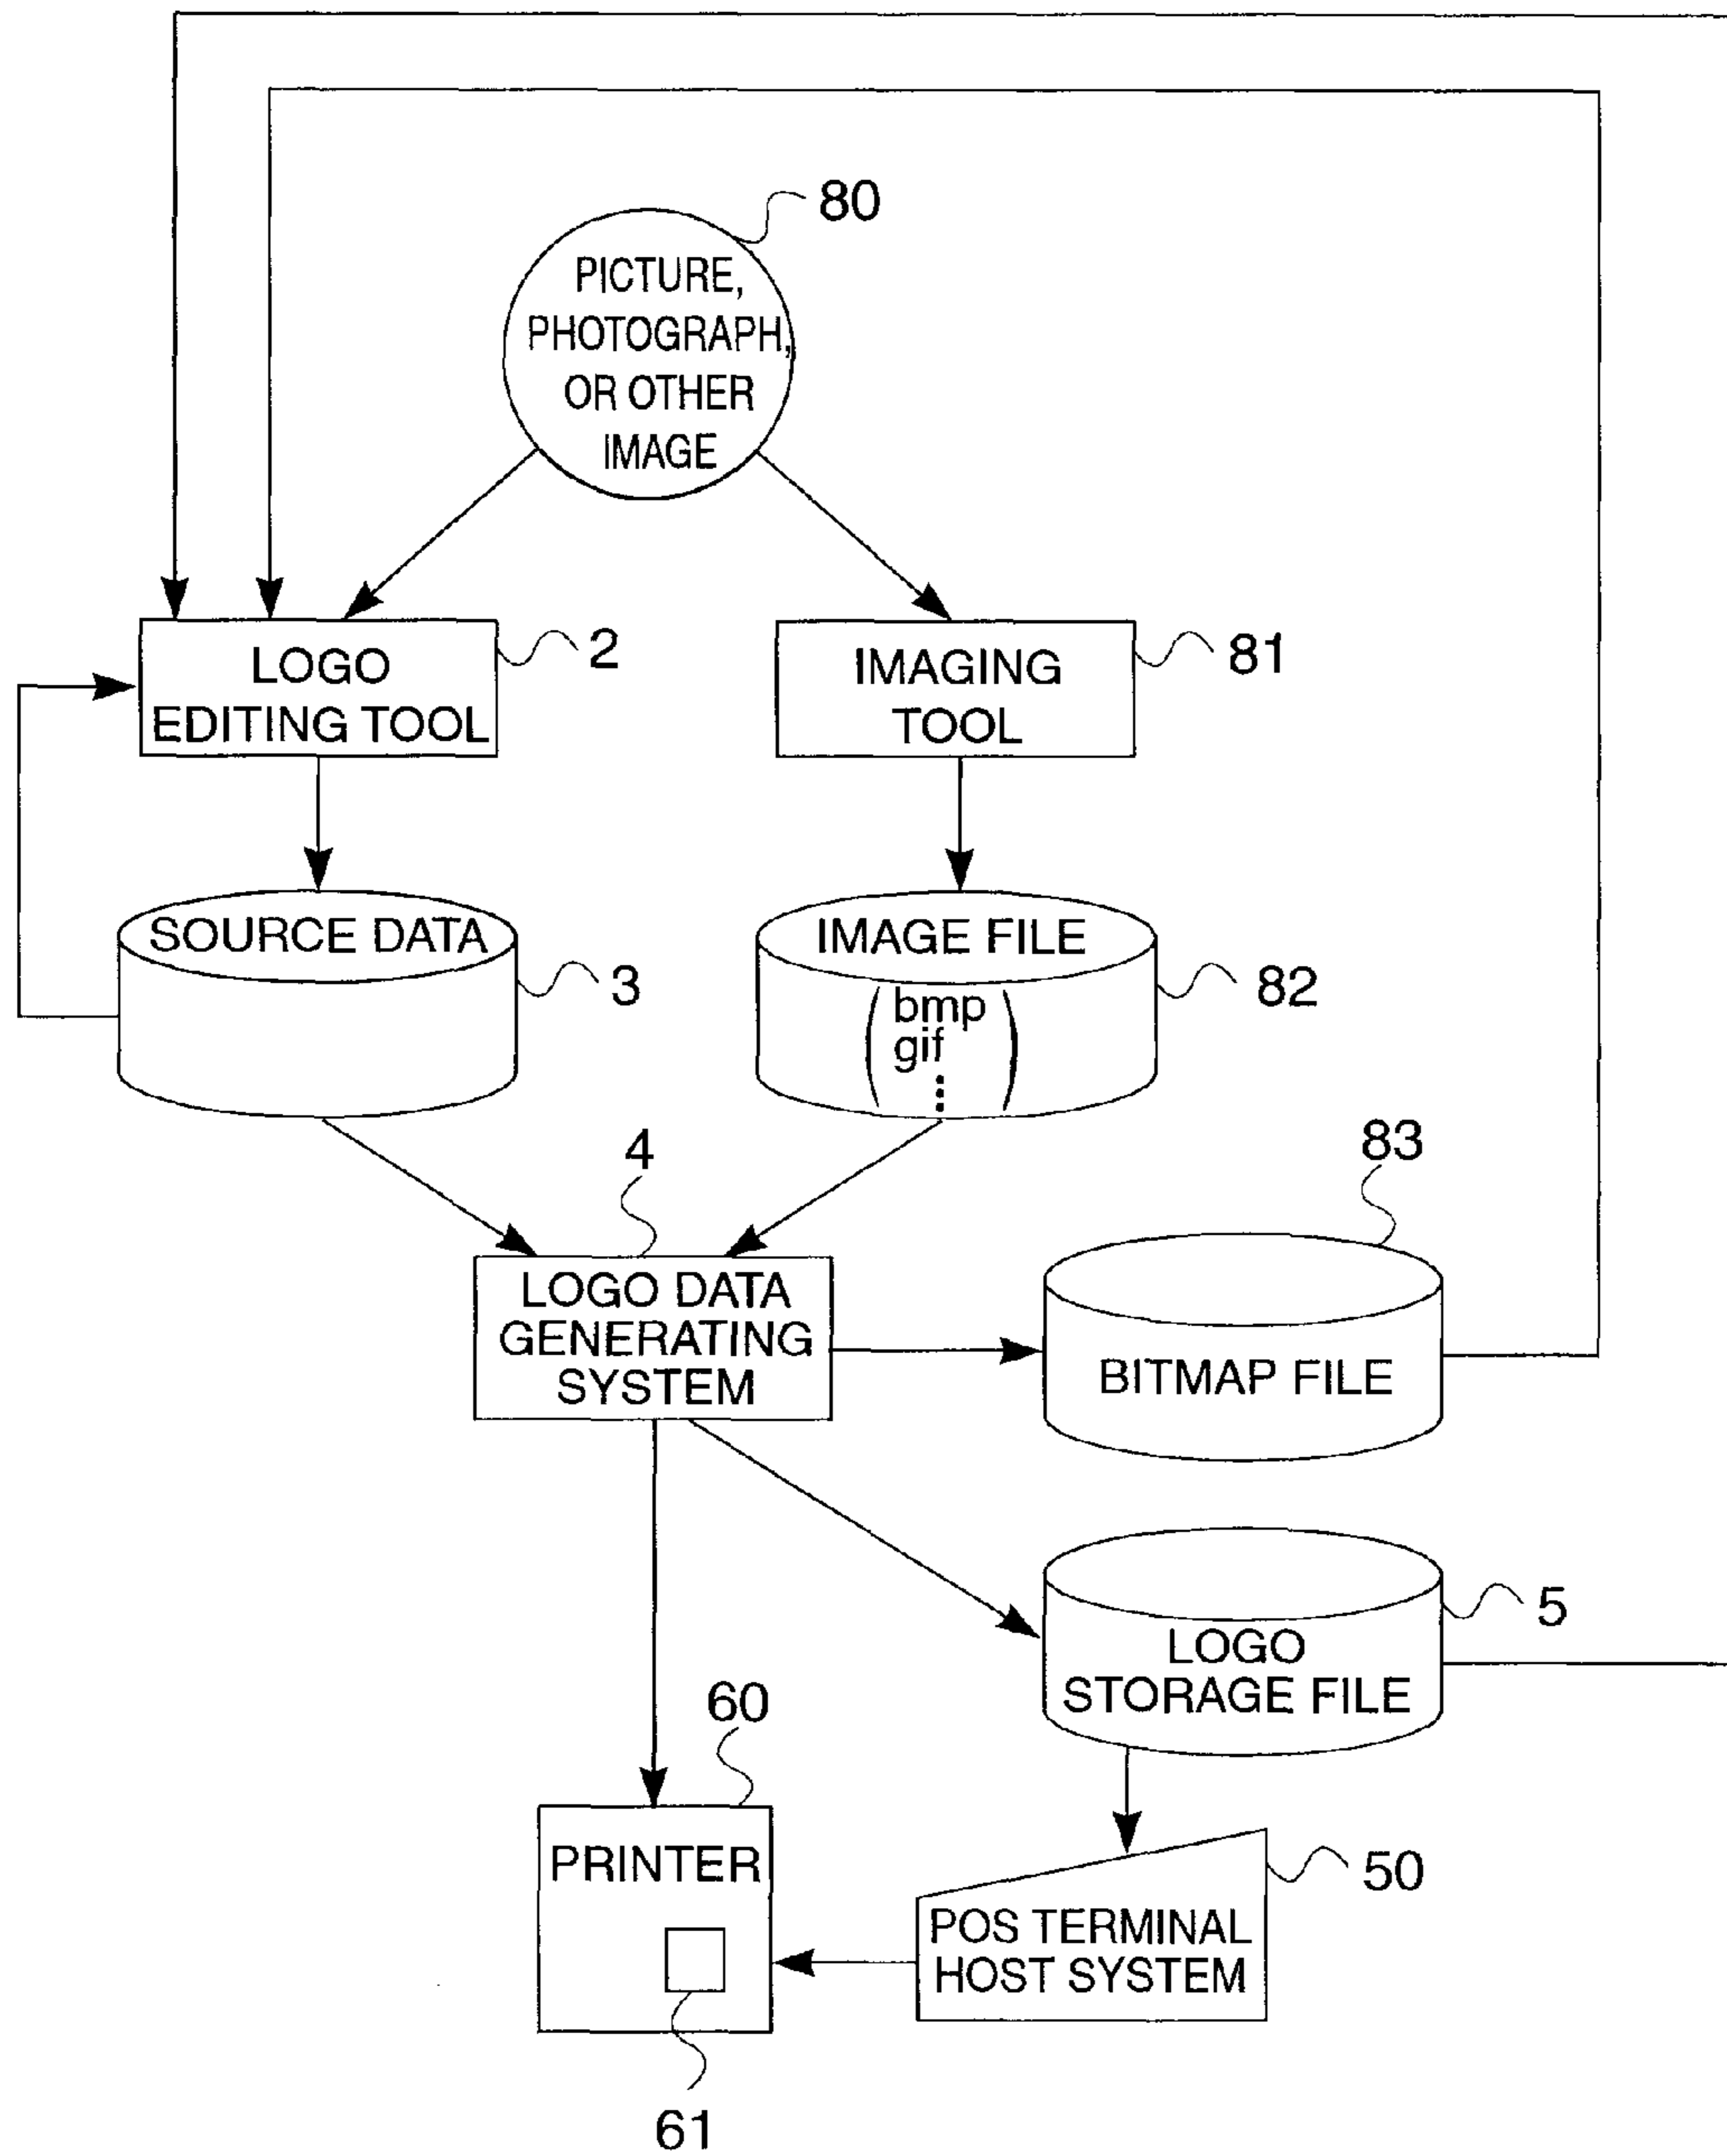 80
PICTURE,
PHOTOGRAPH,
OR OTHER
IMAGE
LOGO
EDITING TOOL
2
IMAGING
TOOL
81
SOURCE DATA
3
IMAGE FILE
( bmp
gif
⋮ )
82
4
LOGO DATA
GENERATING
SYSTEM
83
BITMAP FILE
5
LOGO
STORAGE FILE
60
PRINTER
50
POS TERMINAL
HOST SYSTEM
61